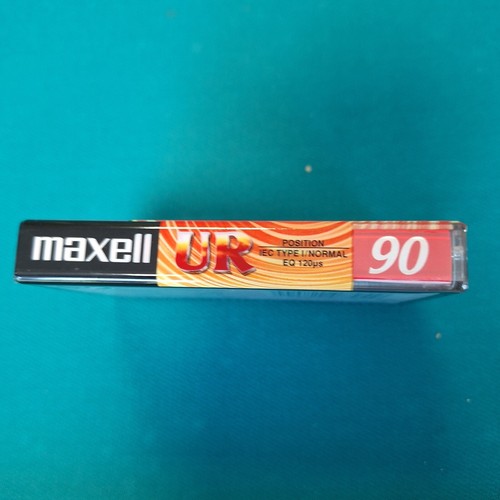 maxell
UR
POSITION
IEC TYPE I/NORMAL
EQ 120µs
90